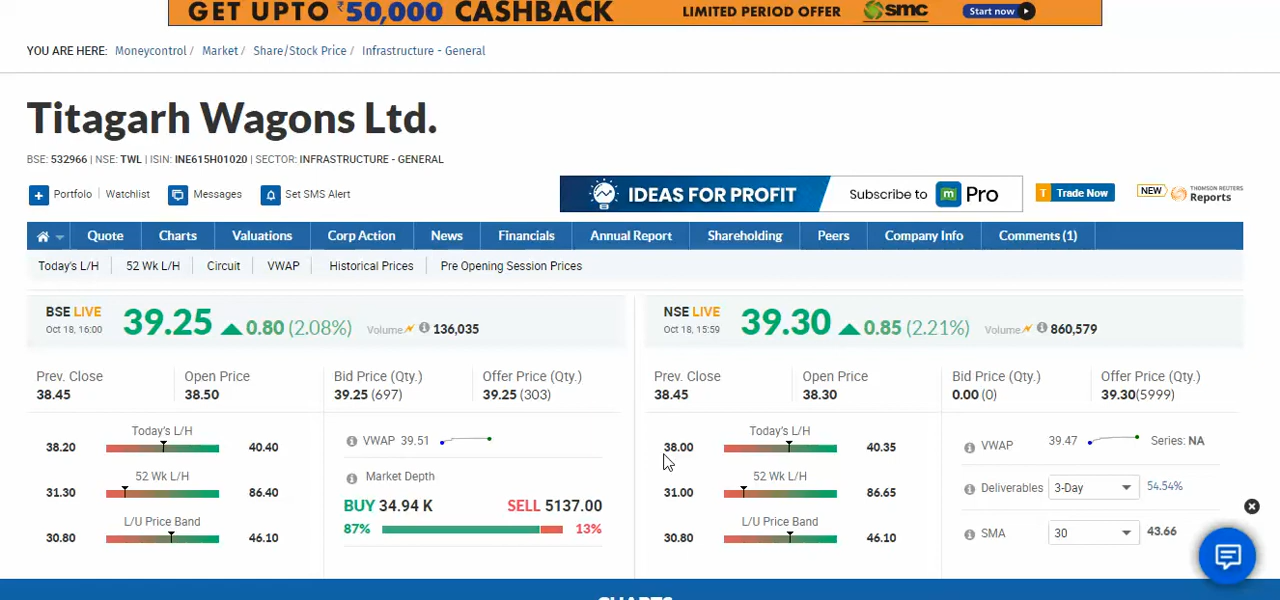 GET UPTO ₹50,000 CASHBACK LIMITED PERIOD OFFER smc Start now
YOU ARE HERE: Moneycontrol / Market / Share/Stock Price / Infrastructure - General
Titagarh Wagons Ltd.
BSE: 532966 | NSE: TWL | ISIN: INE615H01020 | SECTOR: INFRASTRUCTURE - GENERAL
+ Portfolo | Watchlist Messages Set SMS Alert IDEAS FOR PROFIT Subscribe to m Pro T Trade Now NEW THOMSON REUTERS Reports
Quote Charts Valuations Corp Action News Financials Annual Report Shareholding Peers Company Info Comments (1)
Today's L/H 52 Wk L/H Circuit VWAP Historical Prices Pre Opening Session Prices
BSE LIVE
Oct 18, 16:00
39.25 0.80 (2.08%) Volume 136,035
Prev. Close Open Price Bid Price (Qty.) Offer Price (Qty.)
38.45 38.50 39.25 (697) 39.25 (303)
Today's L/H
38.20 40.40
52 Wk L/H
31.30 86.40
L/U Price Band
30.80 46.10
VWAP 39.51
Market Depth
BUY 34.94 K SELL 5137.00
87% 13%
NSE LIVE
Oct 18, 15:59
39.30 0.85 (2.21%) Volume 860,579
Prev. Close Open Price Bid Price (Qty.) Offer Price (Qty.)
38.45 38.30 0.00 (0) 39.30(5999)
Today's L/H
38.00 40.35
52 Wk L/H
31.00 86.65
L/U Price Band
30.80 46.10
VWAP 39.47 Series: NA
Deliverables 3-Day 54.54%
SMA 30 43.66
CHARTS